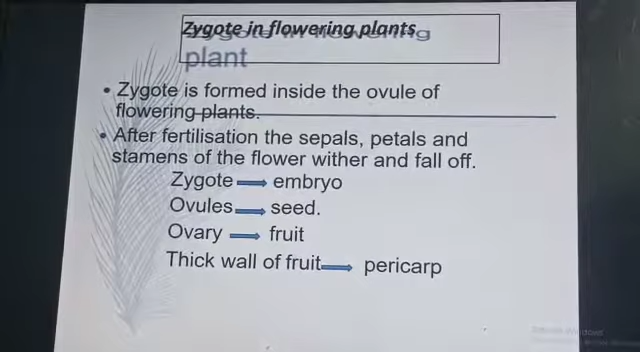 Zygote in flowering plants
plant
• Zygote is formed inside the ovule of
flowering plants.
• After fertilisation the sepals, petals and
stamens of the flower wither and fall off.
Zygote → embryo
Ovules → seed.
Ovary → fruit
Thick wall of fruit → pericarp